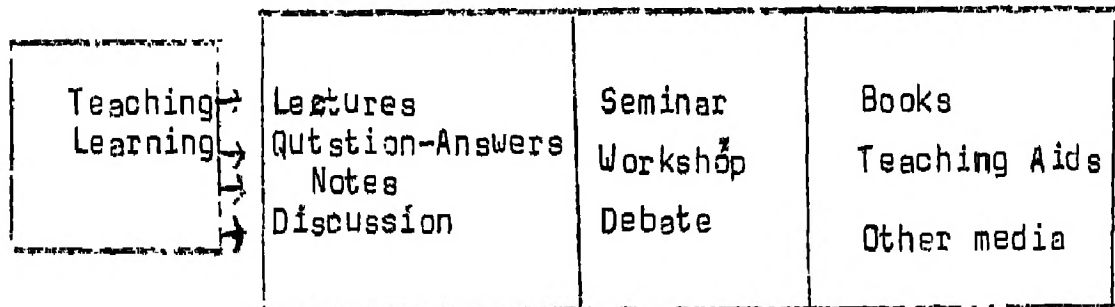 Teaching
Learning
Lectures
Qutstion-Answers
Notes
Discussion
Seminar
Workshop
Debate
Books
Teaching Aids
Other media